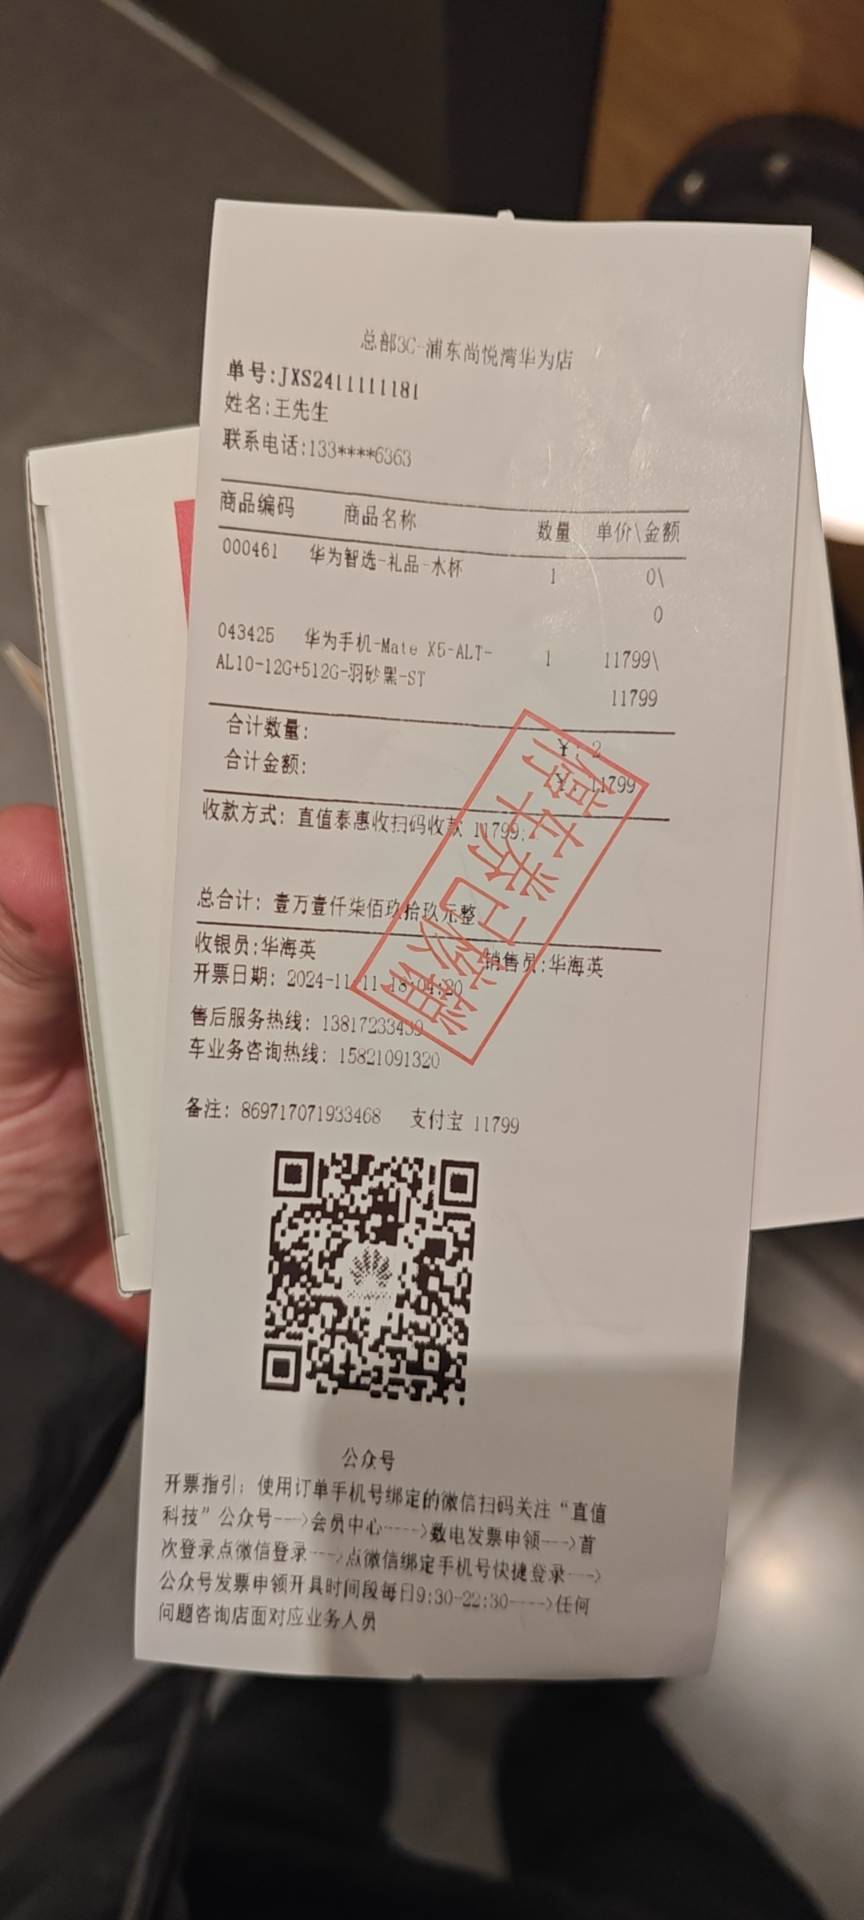 总部3C-浦东尚悦湾华为店
单号:JXS2411111181
姓名:王先生
联系电话:133****6363
商品编码 商品名称 数量 单价\金额
000461 华为智选-礼品-水杯 1 0\
0
043425 华为手机-Mate X5-ALT- 1 11799\
AL10-12G+512G-羽砂黑-ST 11799
合计数量: ¥: 2
合计金额: ¥: 11799
收款方式: 直值泰惠收扫码收款 11799;
总合计: 壹万壹仟柒佰玖拾玖元整
收银员:华海英 销售员:华海英
开票日期: 2024-11-11 18:04:20
售后服务热线: 13817233439
车业务咨询热线: 15821091320
备注: 869717071933468 支付宝 11799
停车券已核销
公众号
开票指引: 使用订单手机号绑定的微信扫码关注“直值
科技”公众号--->会员中心---->数电发票申领--->首
次登录点微信登录--->点微信绑定手机号快捷登录--->
公众号发票申领开具时间段每日9:30-22:30---->任何
问题咨询店面对应业务人员